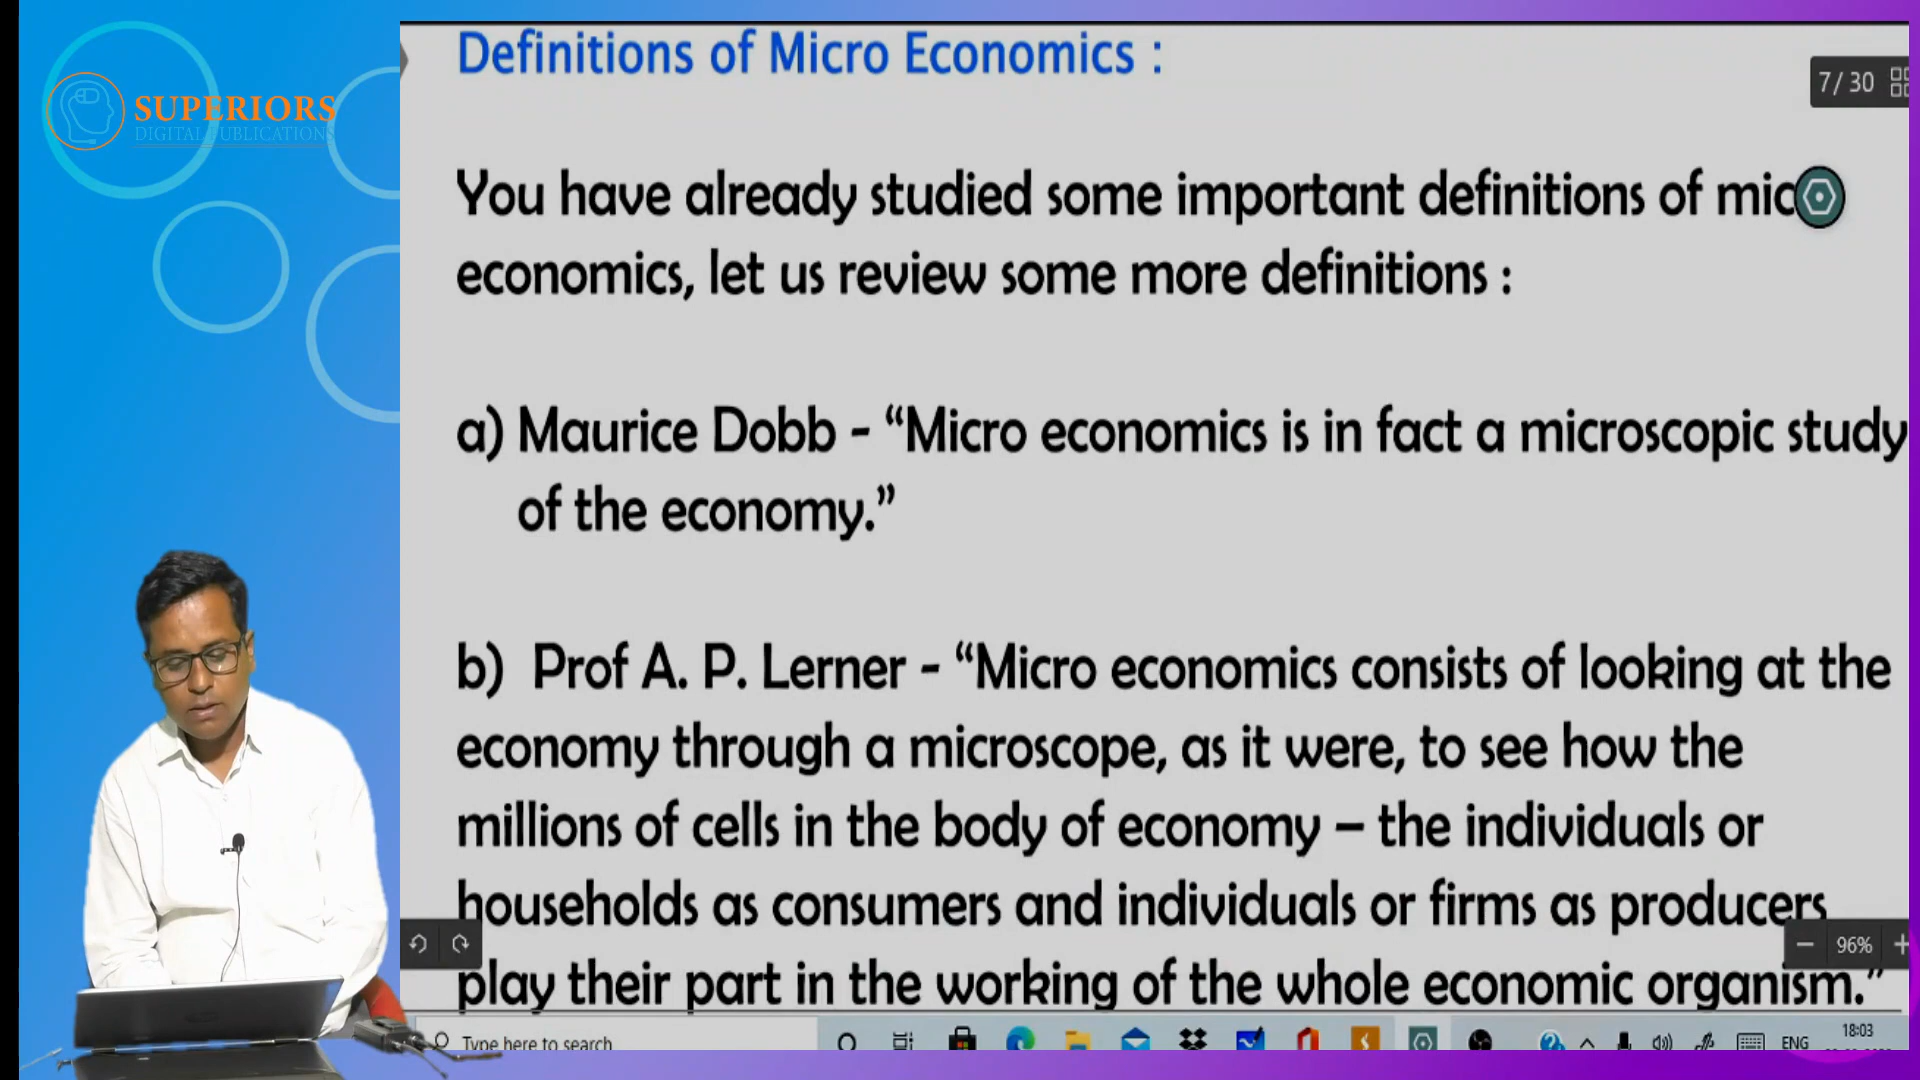 SUPERIORS
DIGITAL PUBLICATIONS
Definitions of Micro Economics :
7 / 30
You have already studied some important definitions of mic
economics, let us review some more definitions :
a) Maurice Dobb - “Micro economics is in fact a microscopic study
of the economy.”
b) Prof A. P. Lerner - “Micro economics consists of looking at the
economy through a microscope, as it were, to see how the
millions of cells in the body of economy – the individuals or
households as consumers and individuals or firms as producers
96%
play their part in the working of the whole economic organism.”
Type here to search
ENG
18:03